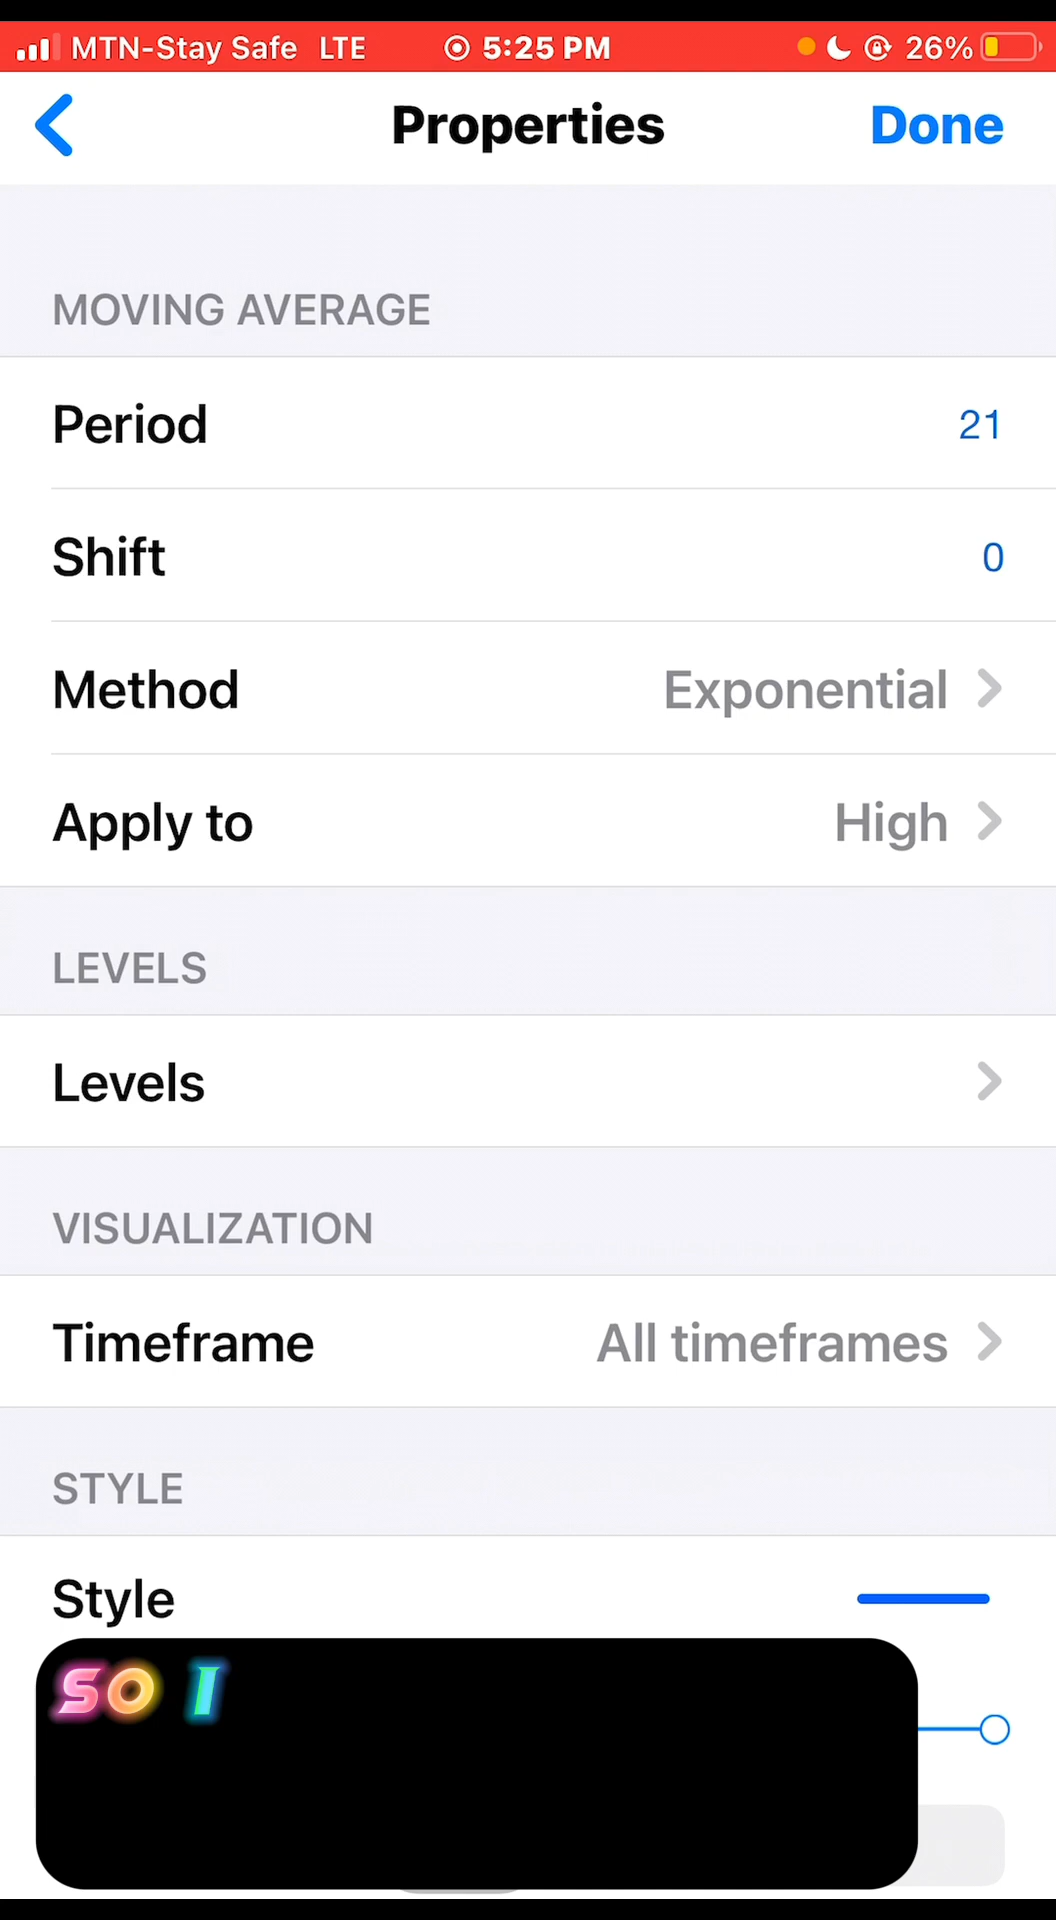 MTN-Stay Safe LTE 5:25 PM 26%
Properties Done
MOVING AVERAGE
Period 21
Shift 0
Method Exponential
Apply to High
LEVELS
Levels
VISUALIZATION
Timeframe All timeframes
STYLE
Style
SO I